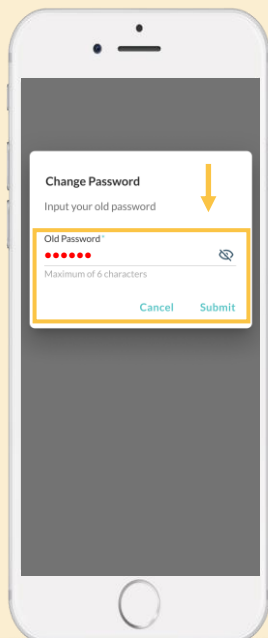 Change Password
Input your old password
Old Password*
●●●●●●
Maximum of 6 characters
Cancel Submit